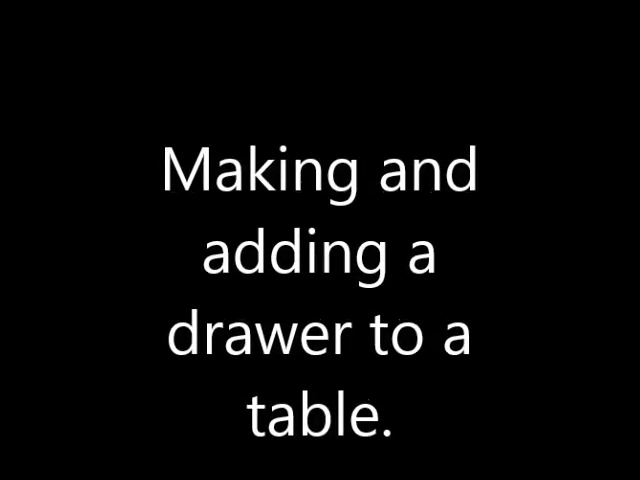 Making and
adding a
drawer to a
table.